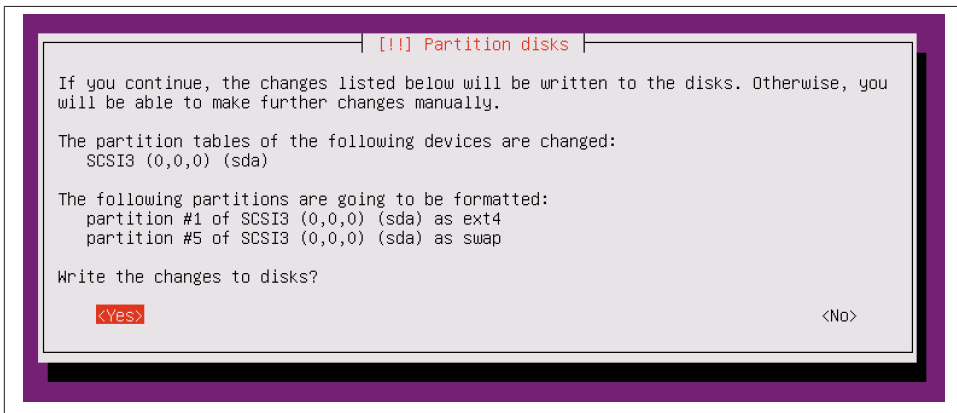 [!!] Partition disks
If you continue, the changes listed below will be written to the disks. Otherwise, you
will be able to make further changes manually.
The partition tables of the following devices are changed:
SCSI3 (0,0,0) (sda)
The following partitions are going to be formatted:
partition #1 of SCSI3 (0,0,0) (sda) as ext4
partition #5 of SCSI3 (0,0,0) (sda) as swap
Write the changes to disks?
<Yes> <No>